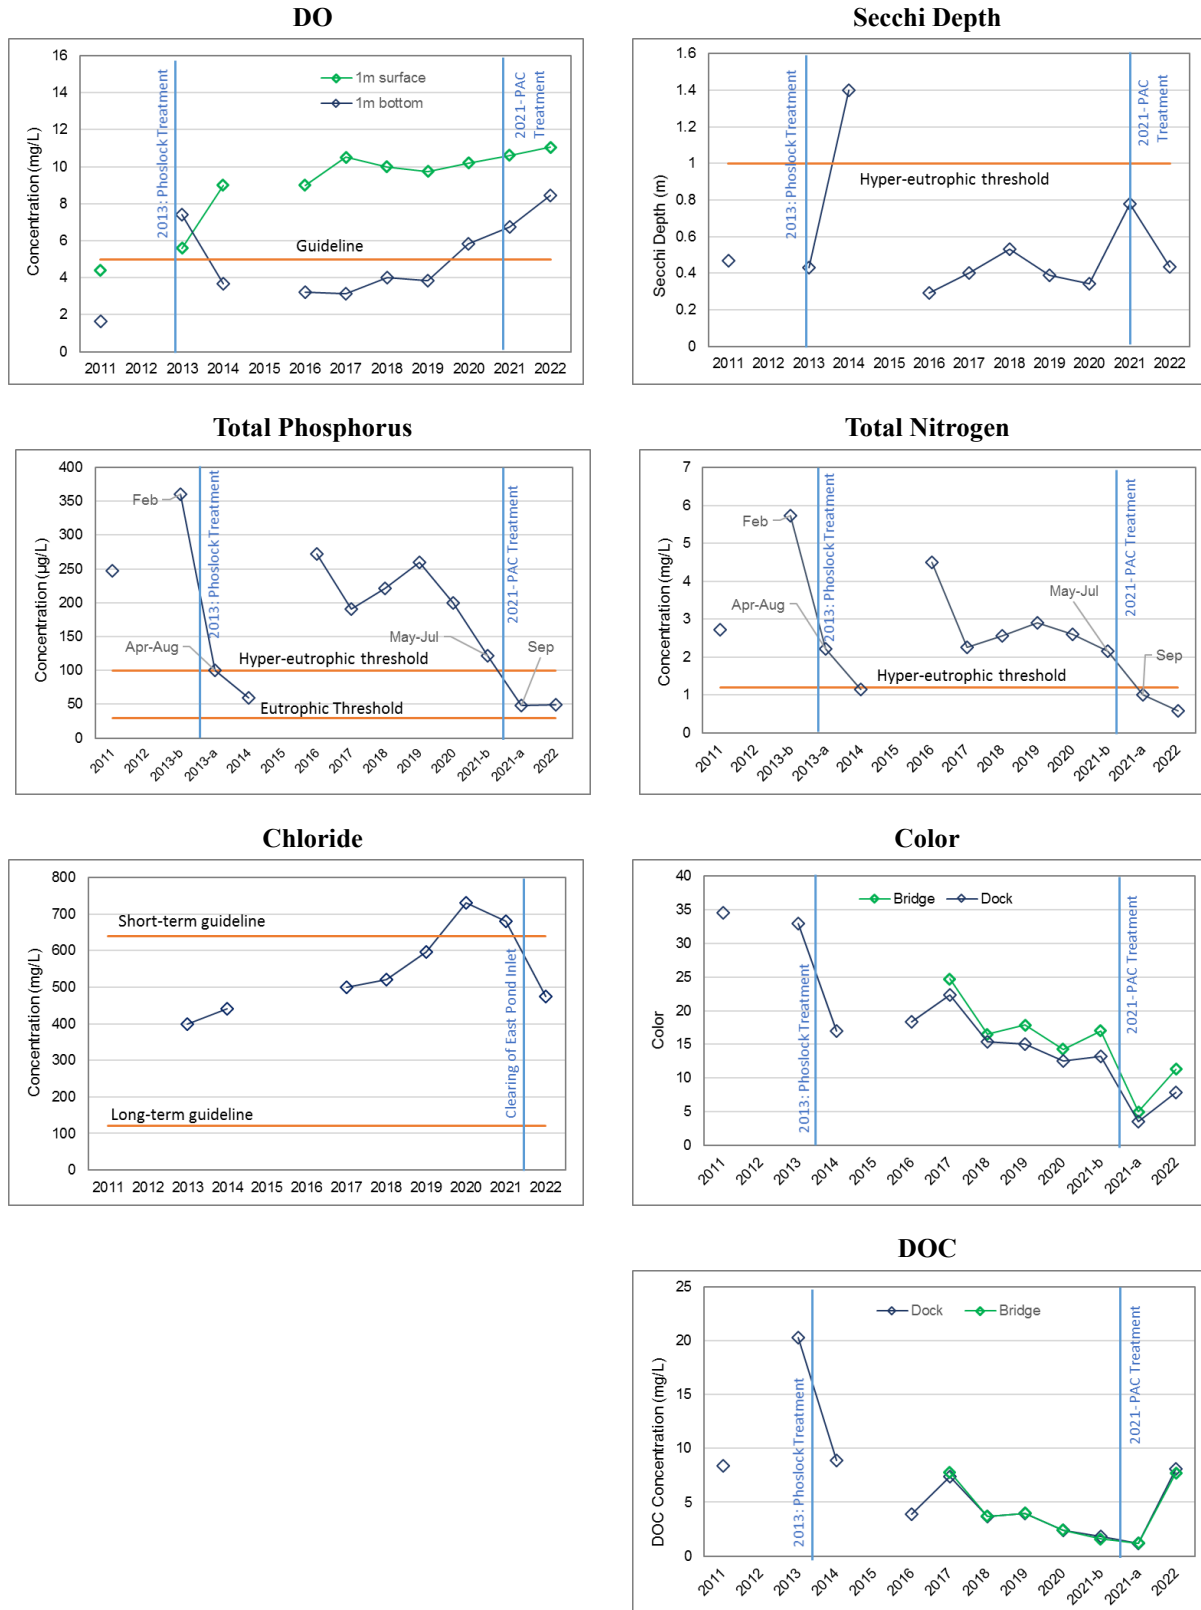 DO
16
14
12
10
8
6
4
2
0
Concentration (mg/L)
2013: Phoslock Treatment
1m surface
1m bottom
2021-PAC
Treatment
Guideline
2011 2012 2013 2014 2015 2016 2017 2018 2019 2020 2021 2022
Secchi Depth
1.6
1.4
1.2
1
0.8
0.6
0.4
0.2
0
Secchi Depth (m)
2013: Phoslock Treatment
2021-PAC
Treatment
Hyper-eutrophic threshold
2011 2012 2013 2014 2015 2016 2017 2018 2019 2020 2021 2022
Total Phosphorus
400
350
300
250
200
150
100
50
0
Concentration (µg/L)
Feb
2013: Phoslock Treatment
2021-PAC Treatment
Apr-Aug
May-Jul
Sep
Hyper-eutrophic threshold
Eutrophic Threshold
2011 2012 2013-b 2013-a 2014 2015 2016 2017 2018 2019 2020 2021-b 2021-a 2022
Total Nitrogen
7
6
5
4
3
2
1
0
Concentration (mg/L)
Feb
2013: Phoslock Treatment
2021-PAC Treatment
Apr-Aug
May-Jul
Sep
Hyper-eutrophic threshold
2011 2012 2013-b 2013-a 2014 2015 2016 2017 2018 2019 2020 2021-b 2021-a 2022
Chloride
800
700
600
500
400
300
200
100
0
Concentration (mg/L)
Short-term guideline
Clearing of East Pond Inlet
Long-term guideline
2011 2012 2013 2014 2015 2016 2017 2018 2019 2020 2021 2022
Color
40
35
30
25
20
15
10
5
0
Color
Bridge Dock
2013: Phoslock Treatment
2021-PAC Treatment
2011 2012 2013 2014 2015 2016 2017 2018 2019 2020 2021-b 2021-a 2022
DOC
25
20
15
10
5
0
DOC Concentration (mg/L)
Dock Bridge
2013: Phoslock Treatment
2021-PAC Treatment
2011 2012 2013 2014 2015 2016 2017 2018 2019 2020 2021-b 2021-a 2022